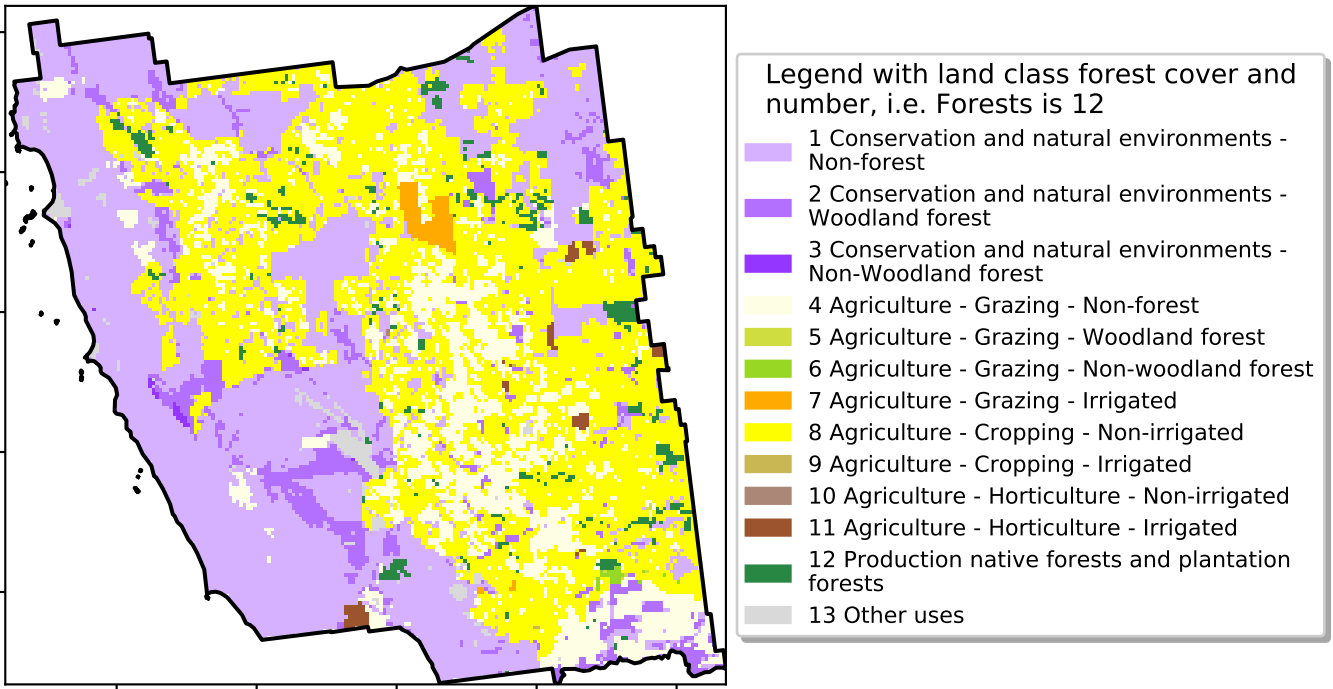 Legend with land class forest cover and
number, i.e. Forests is 12
1 Conservation and natural environments -
Non-forest
2 Conservation and natural environments -
Woodland forest
3 Conservation and natural environments -
Non-Woodland forest
4 Agriculture - Grazing - Non-forest
5 Agriculture - Grazing - Woodland forest
6 Agriculture - Grazing - Non-woodland forest
7 Agriculture - Grazing - Irrigated
8 Agriculture - Cropping - Non-irrigated
9 Agriculture - Cropping - Irrigated
10 Agriculture - Horticulture - Non-irrigated
11 Agriculture - Horticulture - Irrigated
12 Production native forests and plantation
forests
13 Other uses